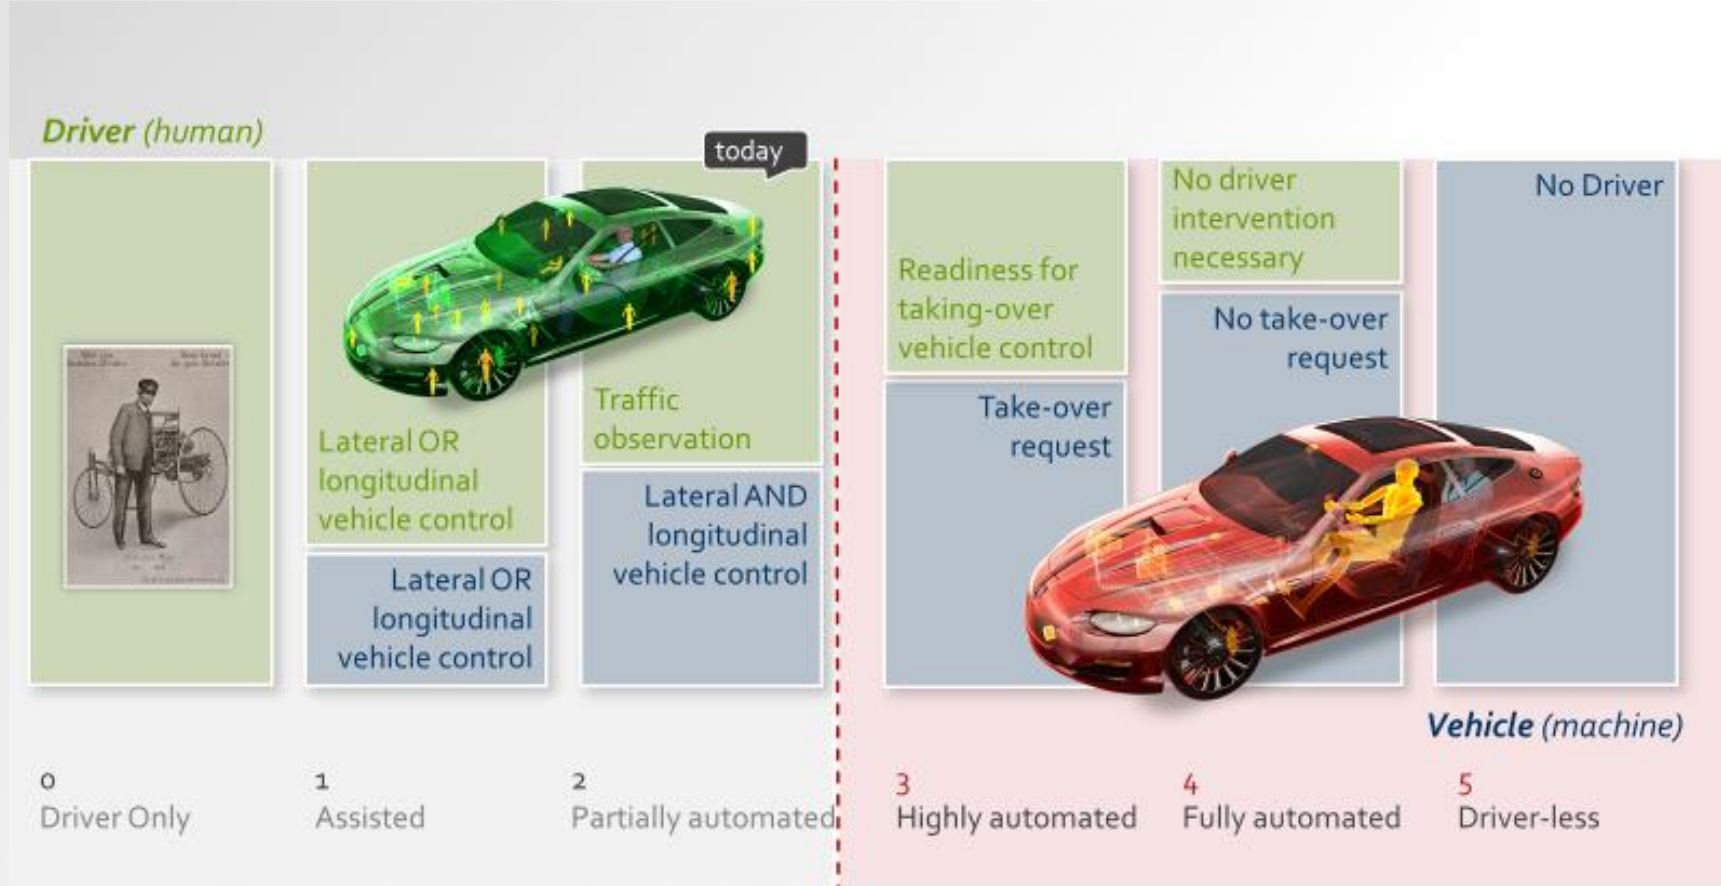 Driver (human)
today
Lateral OR
longitudinal
vehicle control
Lateral OR
longitudinal
vehicle control
Traffic
observation
Lateral AND
longitudinal
vehicle control
Readiness for
taking-over
vehicle control
Take-over
request
No driver
intervention
necessary
No take-over
request
No Driver
Vehicle (machine)
0
Driver Only
1
Assisted
2
Partially automated
3
Highly automated
4
Fully automated
5
Driver-less